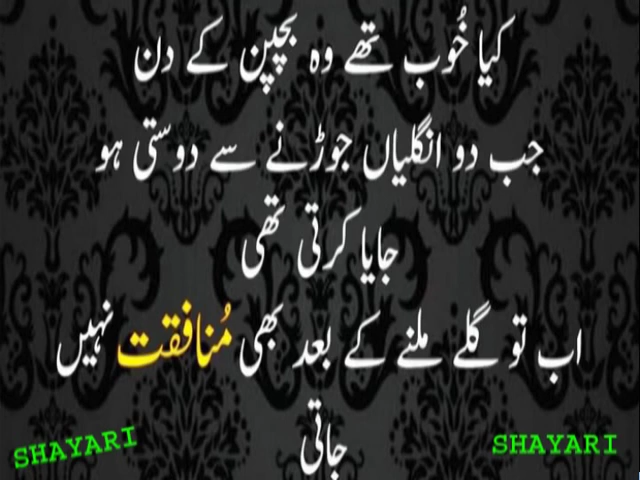 کیا خُوب تھے وہ بچپن کے دن
جب دو انگلیاں جوڑنے سے دوستی ہو
جایا کرتی تھی
اب تو گلے ملنے کے بعد بھی مُنافقت نہیں
جاتی
SHAYARI
SHAYARI